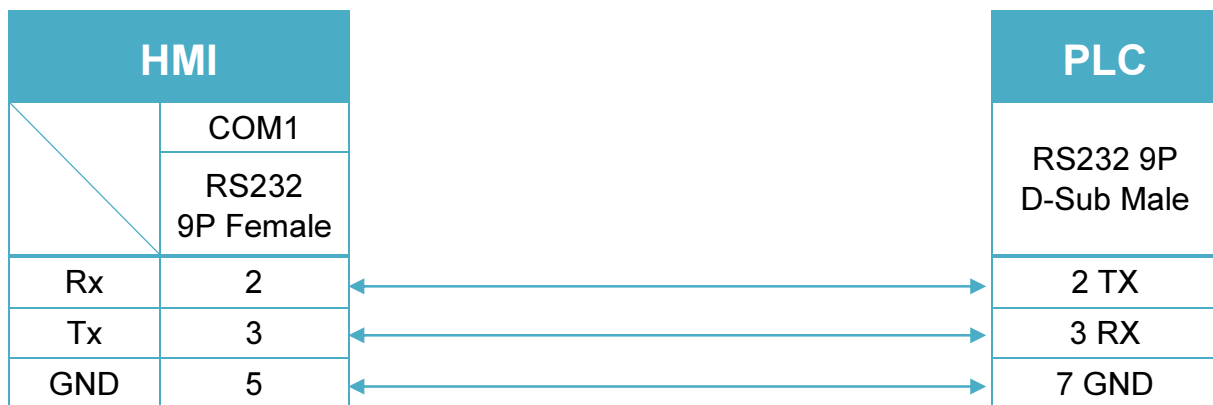 HMI
PLC
COM1
RS232
9P Female
RS232 9P
D-Sub Male
Rx 2 2 TX
Tx 3 3 RX
GND 5 7 GND